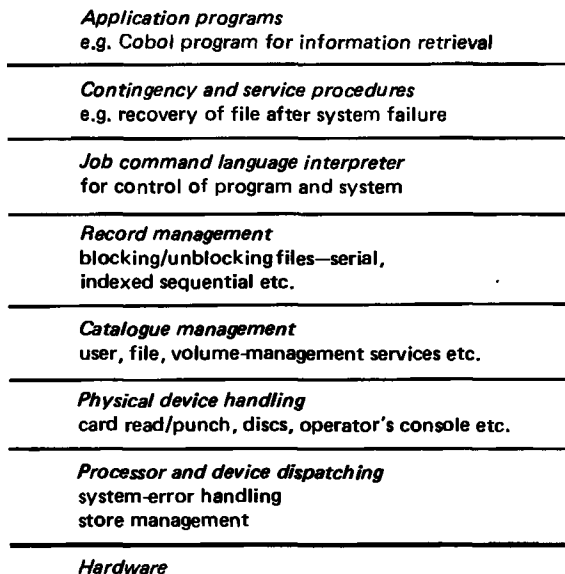 Application programs
e.g. Cobol program for information retrieval
Contingency and service procedures
e.g. recovery of file after system failure
Job command language interpreter
for control of program and system
Record management
blocking/unblocking files—serial,
indexed sequential etc.
Catalogue management
user, file, volume-management services etc.
Physical device handling
card read/punch, discs, operator's console etc.
Processor and device dispatching
system-error handling
store management
Hardware